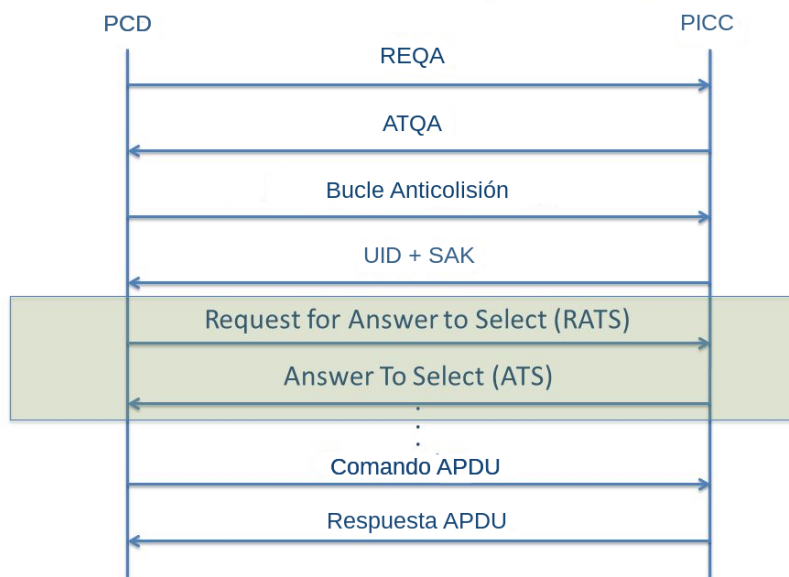 PCD
PICC
REQA
ATQA
Bucle Anticolisión
UID + SAK
Request for Answer to Select (RATS)
Answer To Select (ATS)
Comando APDU
Respuesta APDU